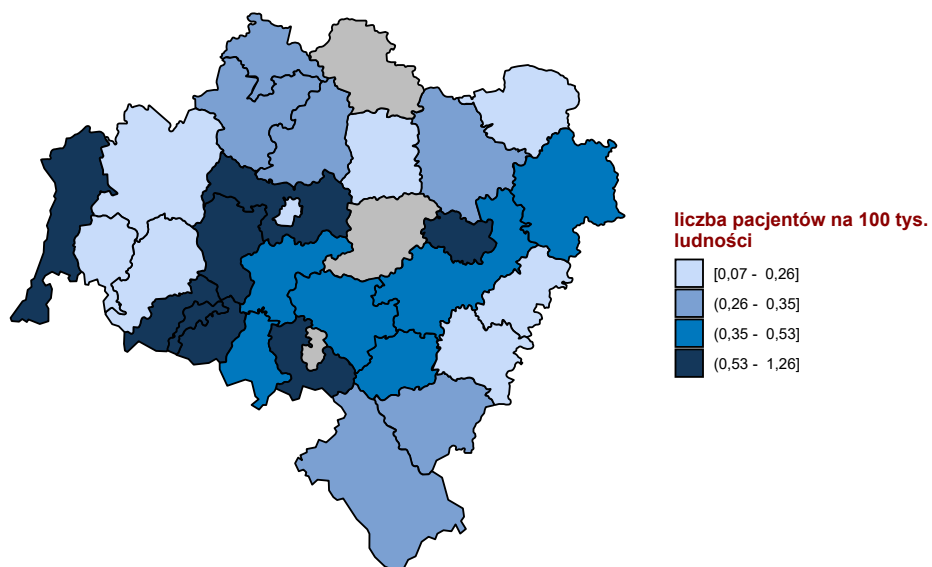 liczba pacjentów na 100 tys.
ludności
[0,07 - 0,26]
(0,26 - 0,35]
(0,35 - 0,53]
(0,53 - 1,26]